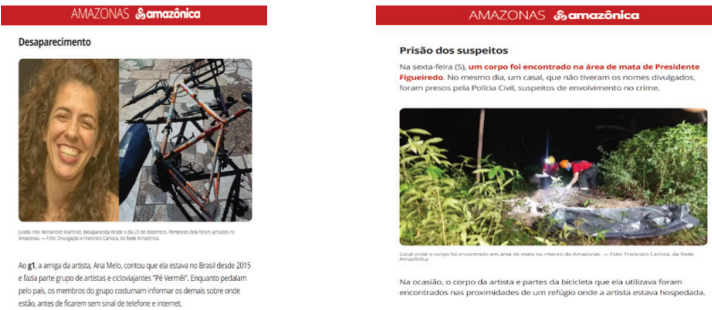 AMAZONAS amazônica
Desaparecimento
Julieta Inés Hernández Martínez, desaparecida desde o dia 23 de dezembro. Pertences dela foram achados no
Amazonas. — Foto: Divulgação e Francisco Carioca, da Rede Amazônica
Ao g1, a amiga da artista, Ana Melo, contou que ela estava no Brasil desde 2015
e fazia parte grupo de artistas e cicloviajantes “Pé Vermêi”. Enquanto pedalam
pelo país, os membros do grupo costumam informar os demais sobre onde
estão, antes de ficarem sem sinal de telefone e internet.
AMAZONAS amazônica
Prisão dos suspeitos
Na sexta-feira (5), um corpo foi encontrado na área de mata de Presidente
Figueiredo. No mesmo dia, um casal, que não tiveram os nomes divulgados,
foram presos pela Polícia Civil, suspeitos de envolvimento no crime.
Local onde o corpo foi encontrado em área de mata no interio do Amazonas. — Foto: Francisco Carioca, da Rede
Amazônica
Na ocasião, o corpo da artista e partes da bicicleta que ela utilizava foram
encontrados nas proximidades de um refúgio onde a artista estava hospedada.